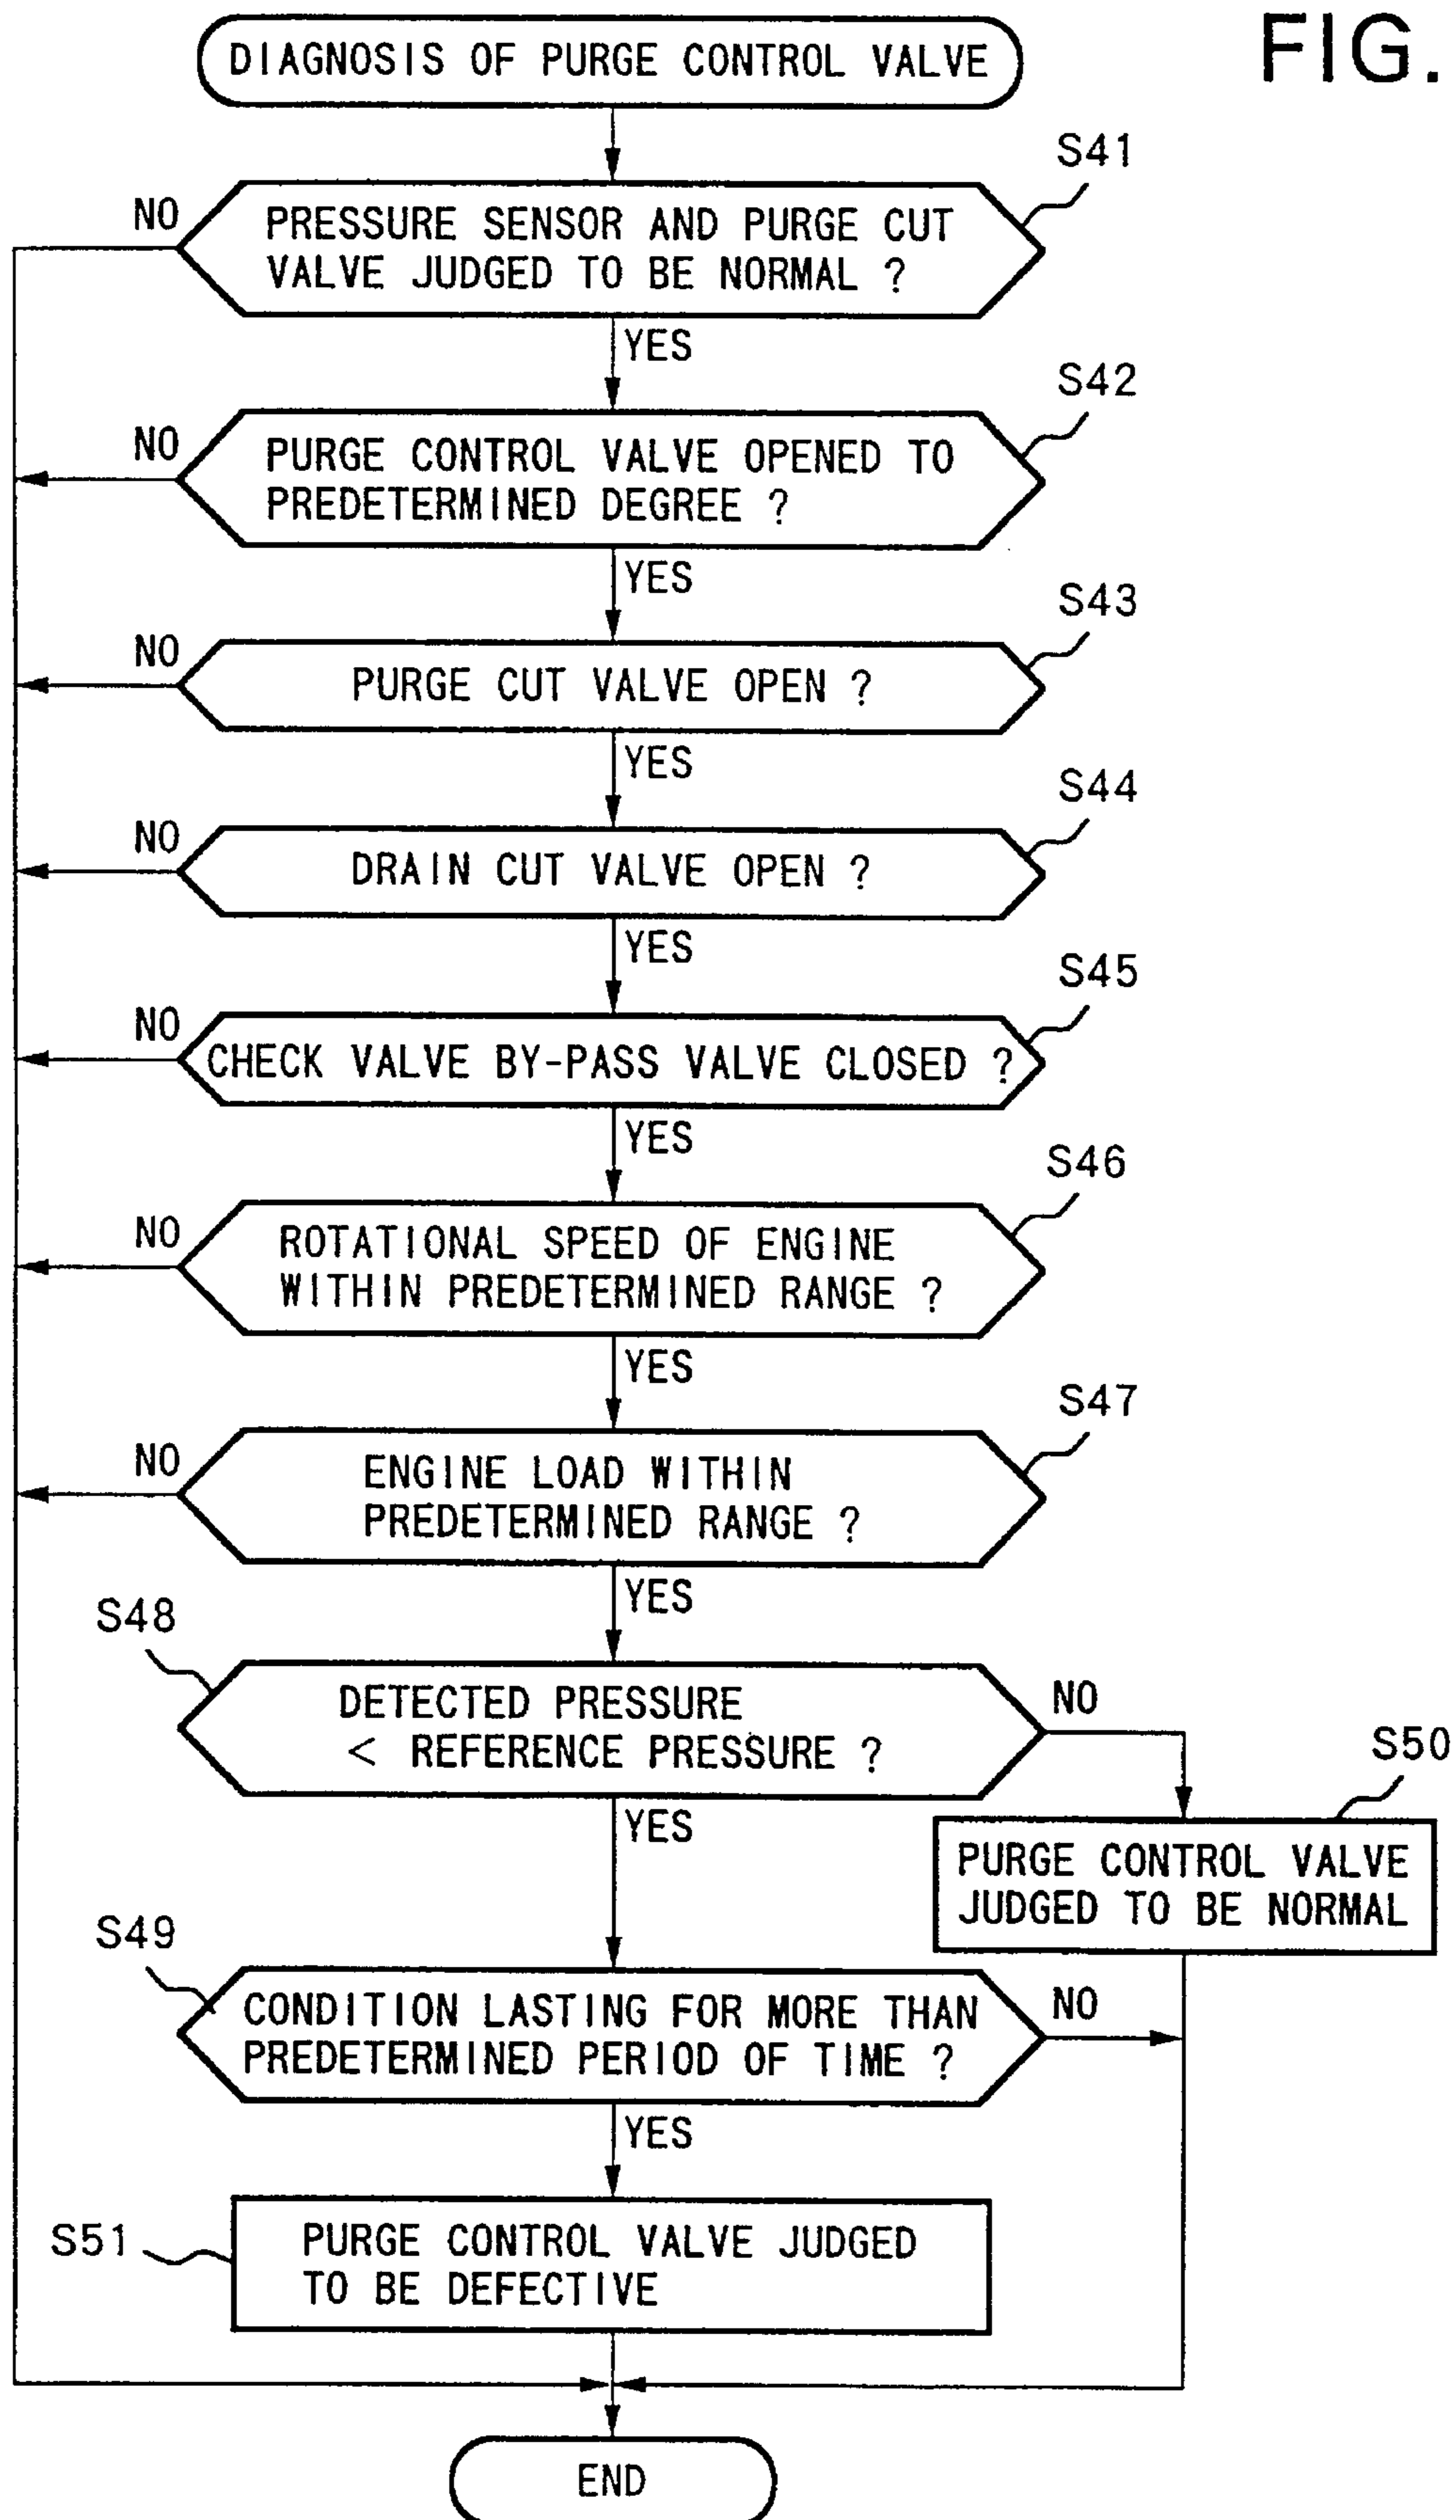 FIG.
DIAGNOSIS OF PURGE CONTROL VALVE
S41
NO
PRESSURE SENSOR AND PURGE CUT
VALVE JUDGED TO BE NORMAL ?
YES
S42
NO
PURGE CONTROL VALVE OPENED TO
PREDETERMINED DEGREE ?
YES
S43
NO
PURGE CUT VALVE OPEN ?
YES
S44
NO
DRAIN CUT VALVE OPEN ?
YES
S45
NO
CHECK VALVE BY-PASS VALVE CLOSED ?
YES
S46
NO
ROTATIONAL SPEED OF ENGINE
WITHIN PREDETERMINED RANGE ?
YES
S47
NO
ENGINE LOAD WITHIN
PREDETERMINED RANGE ?
YES
S48
DETECTED PRESSURE
< REFERENCE PRESSURE ?
NO
YES
S50
PURGE CONTROL VALVE
JUDGED TO BE NORMAL
S49
CONDITION LASTING FOR MORE THAN
PREDETERMINED PERIOD OF TIME ?
NO
YES
S51
PURGE CONTROL VALVE JUDGED
TO BE DEFECTIVE
END